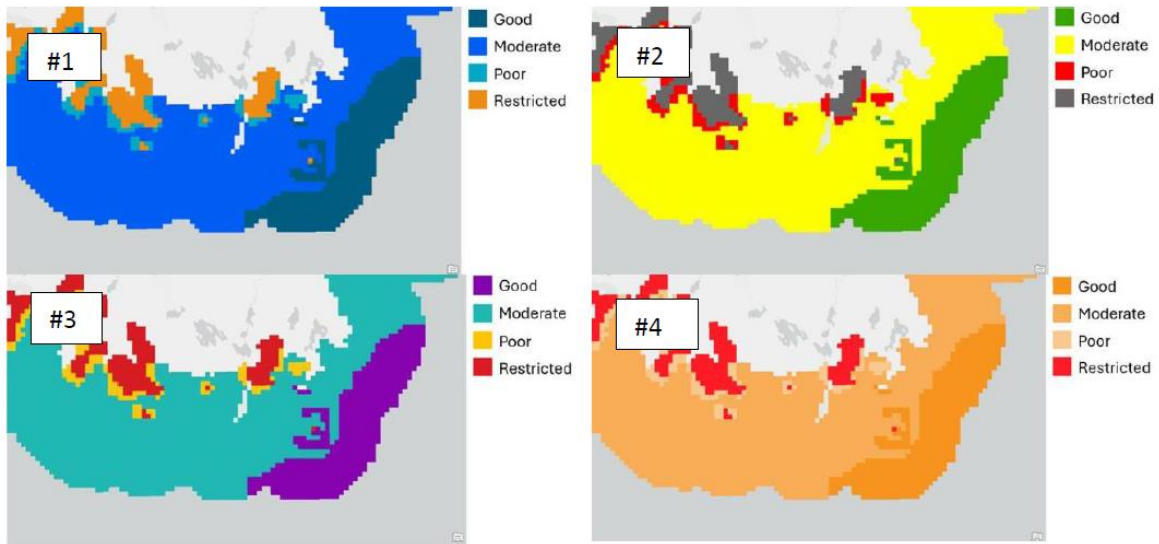 #1
Good
Moderate
Poor
Restricted
#2
Good
Moderate
Poor
Restricted
#3
Good
Moderate
Poor
Restricted
#4
Good
Moderate
Poor
Restricted